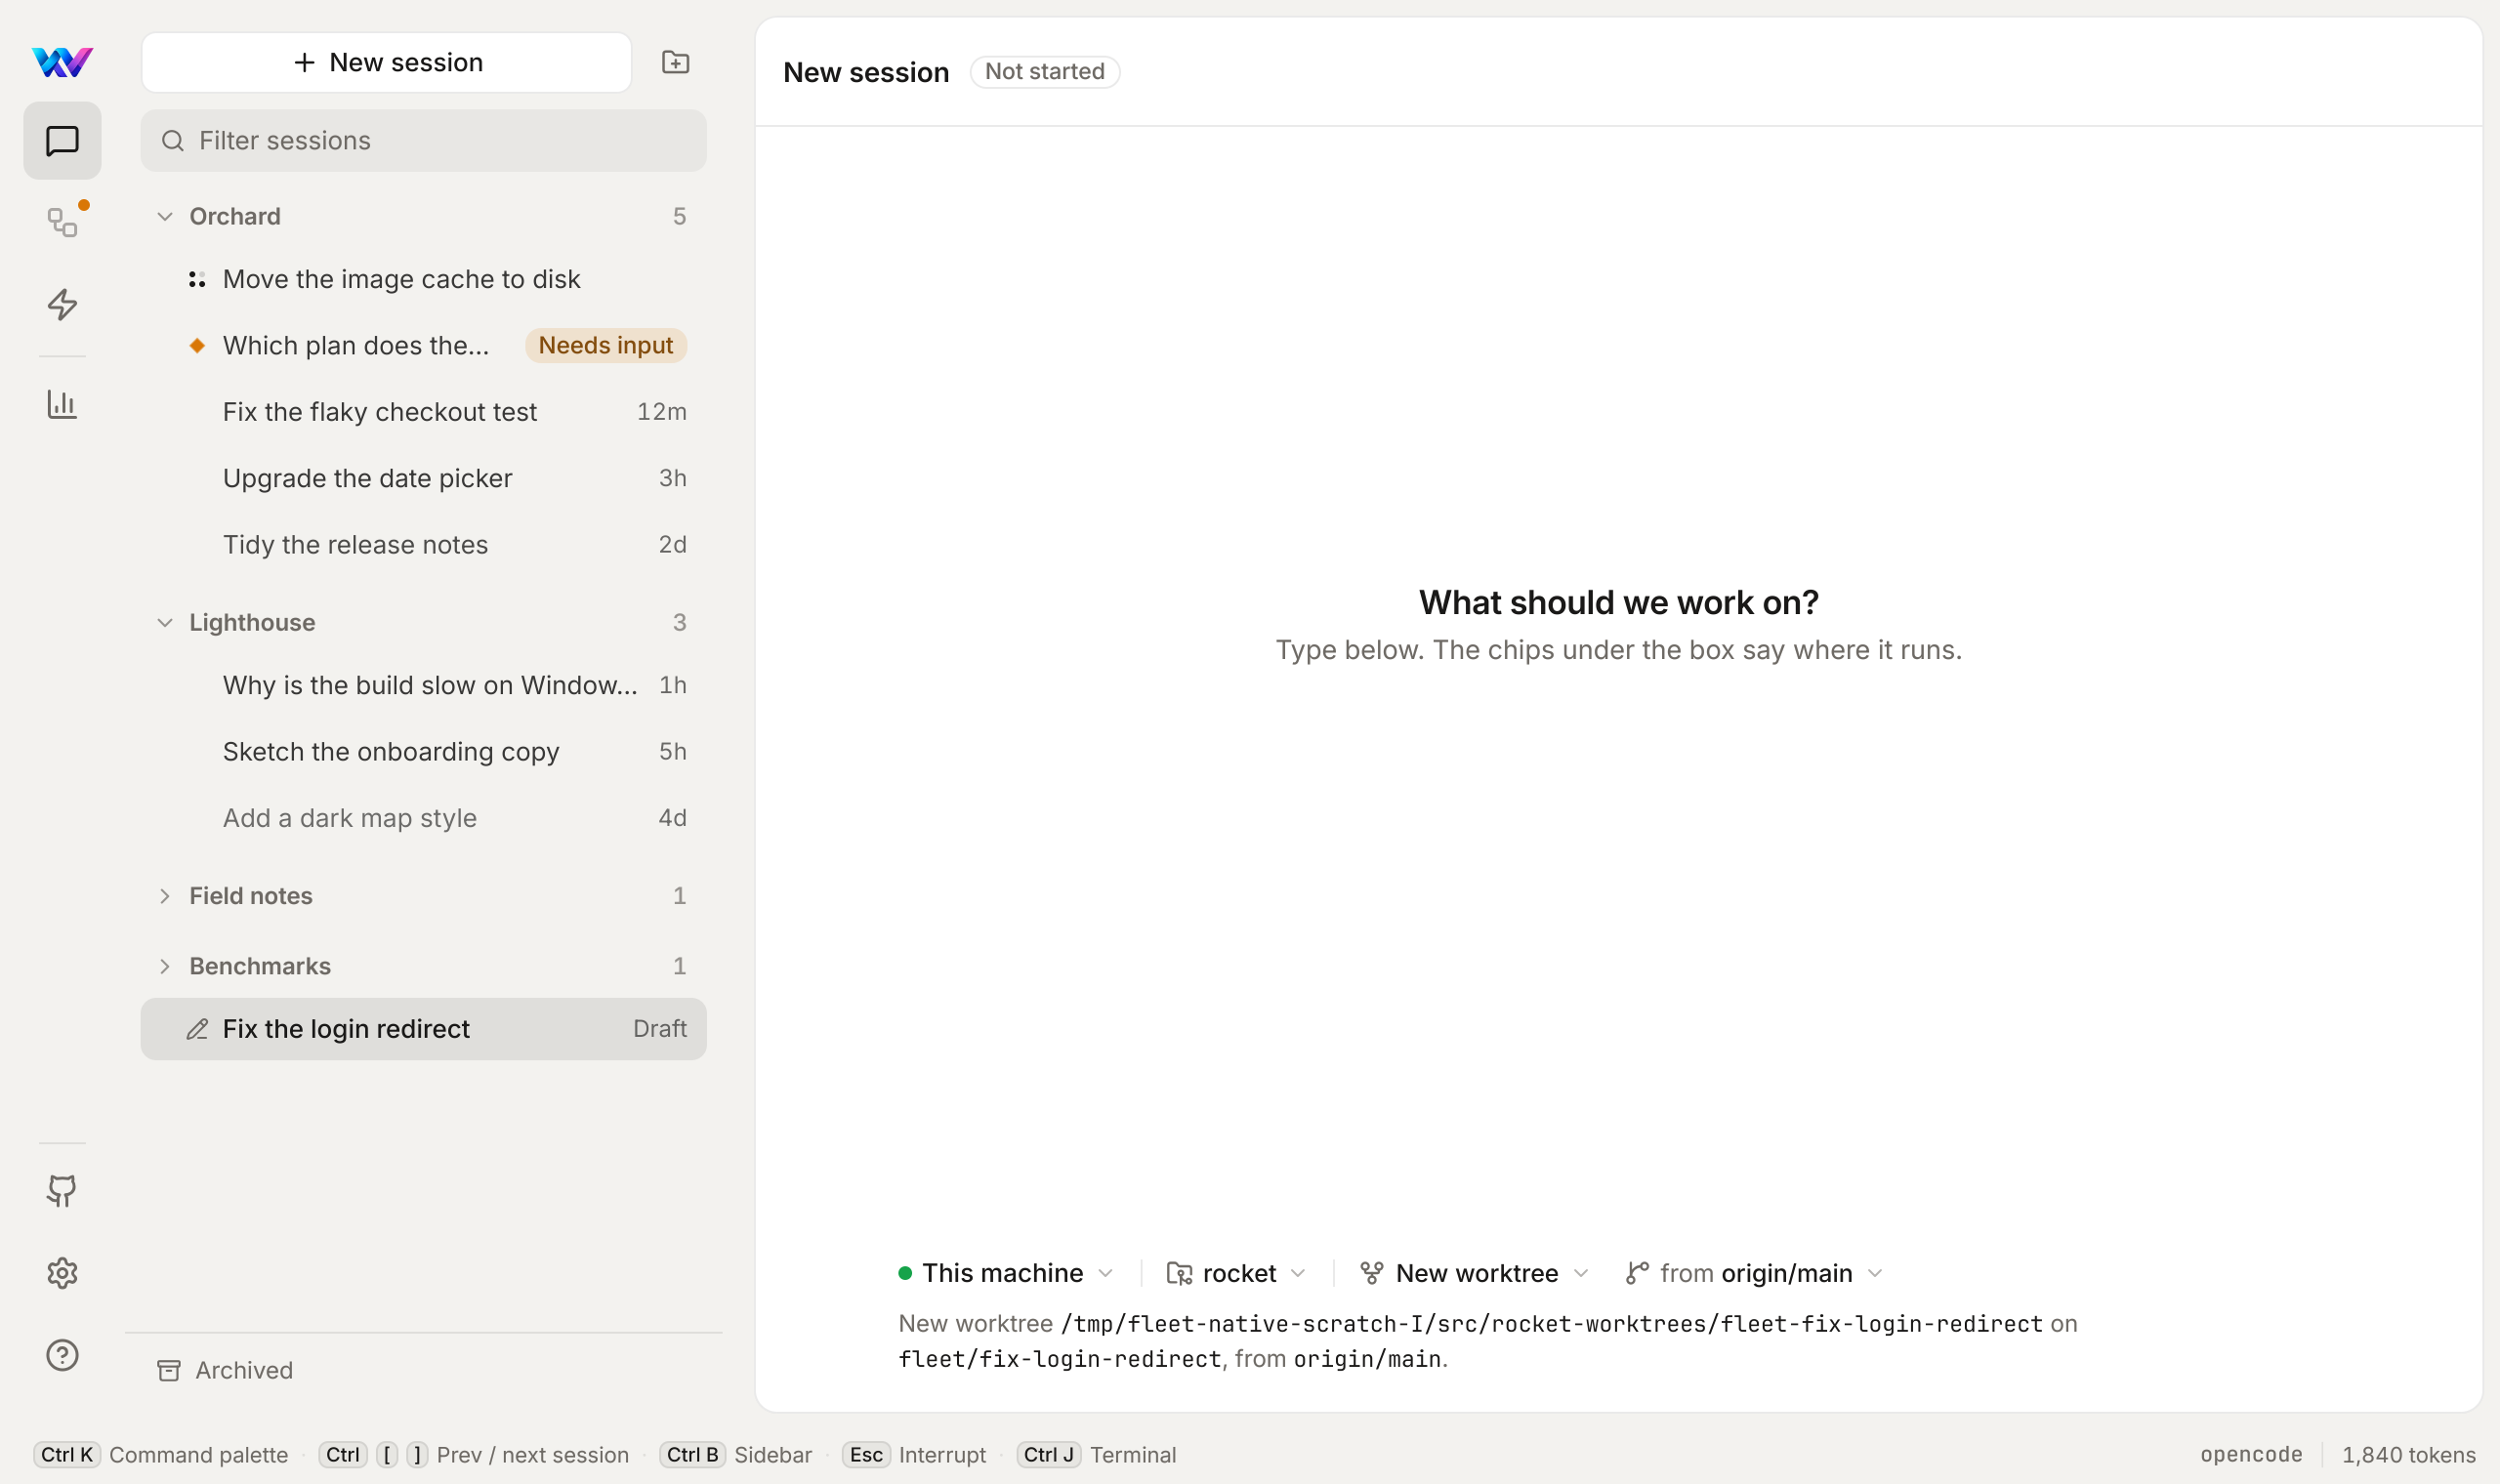 New session
Filter sessions
Orchard 5
Move the image cache to disk
Which plan does the... Needs input
Fix the flaky checkout test 12m
Upgrade the date picker 3h
Tidy the release notes 2d
Lighthouse 3
Why is the build slow on Window... 1h
Sketch the onboarding copy 5h
Add a dark map style 4d
Field notes 1
Benchmarks 1
Fix the login redirect Draft
Archived
New session Not started
What should we work on?
Type below. The chips under the box say where it runs.
This machine rocket New worktree from origin/main
New worktree /tmp/fleet-native-scratch-I/src/rocket-worktrees/fleet-fix-login-redirect on
fleet/fix-login-redirect, from origin/main.
Ctrl K Command palette · Ctrl [ ] Prev / next session · Ctrl B Sidebar · Esc Interrupt · Ctrl J Terminal opencode 1,840 tokens